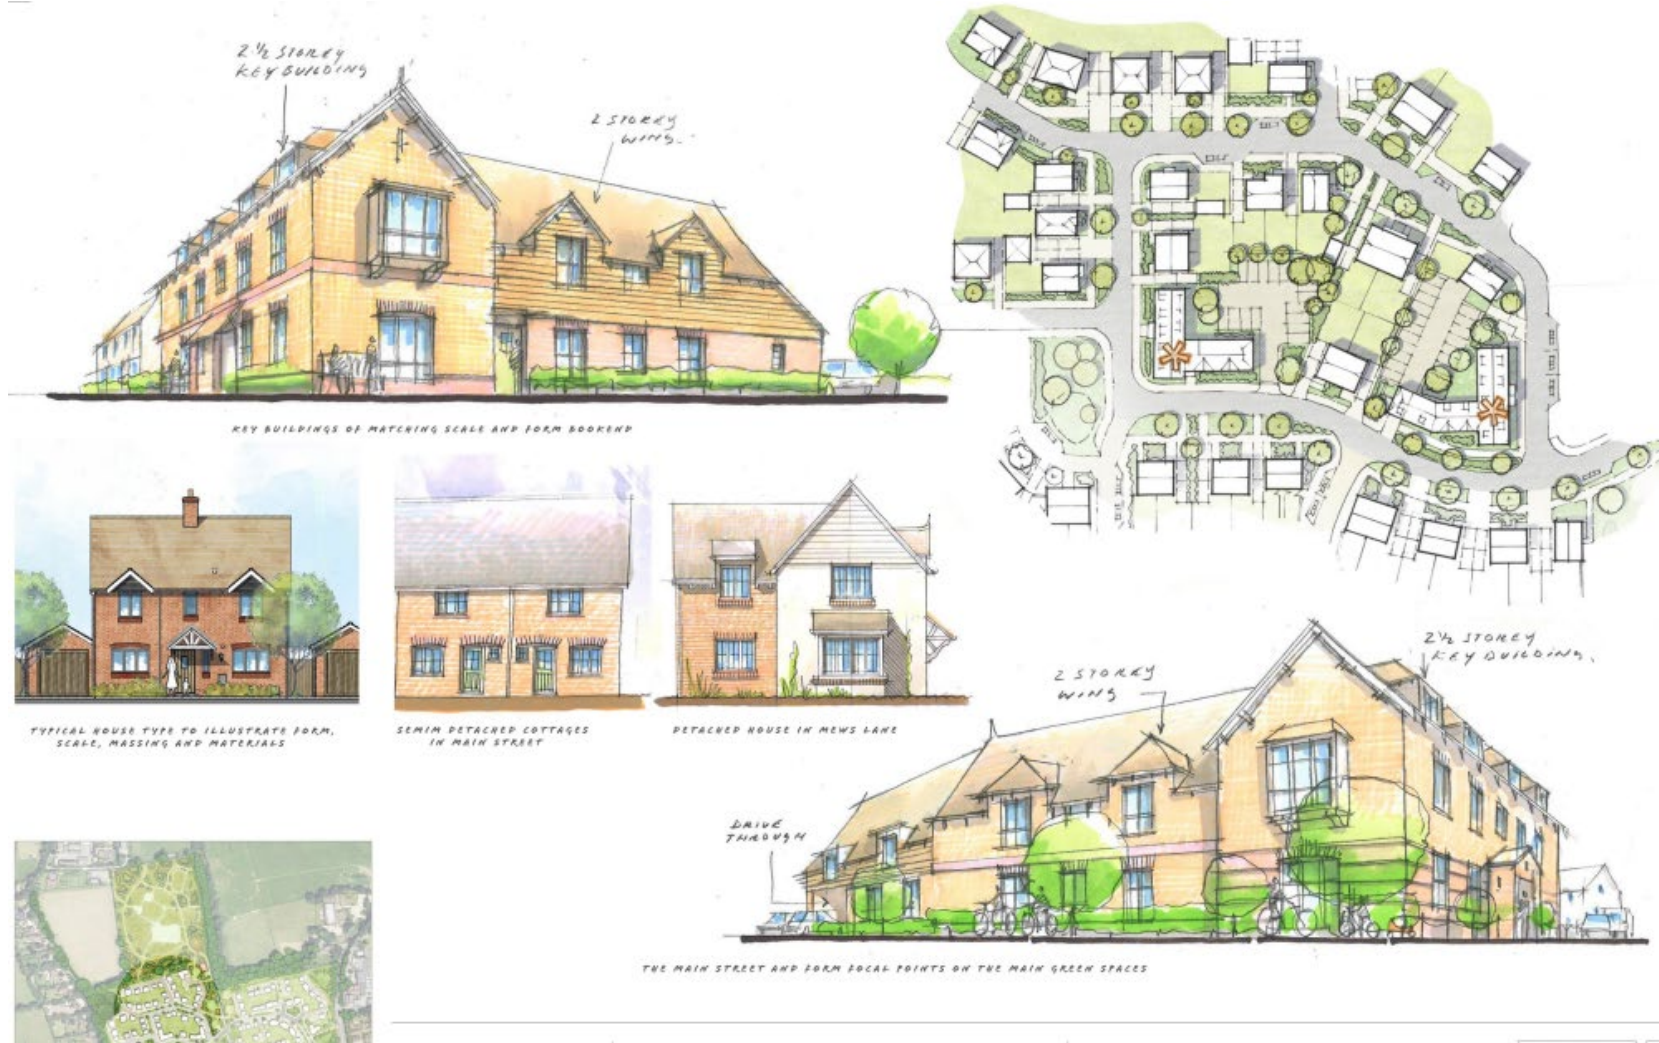 2 ½ STOREY
KEY BUILDING
2 STOREY
WING
KEY BUILDINGS OF MATCHING SCALE AND FORM BOOKEND
TYPICAL HOUSE TYPE TO ILLUSTRATE FORM,
SCALE, MASSING AND MATERIALS
SEMIM DETACHED COTTAGES
IN MAIN STREET
DETACHED HOUSE IN MEWS LANE
2 STOREY
WING
2½ STOREY
KEY BUILDING.
DRIVE
THROUGH
THE MAIN STREET AND FORM FOCAL POINTS ON THE MAIN GREEN SPACES